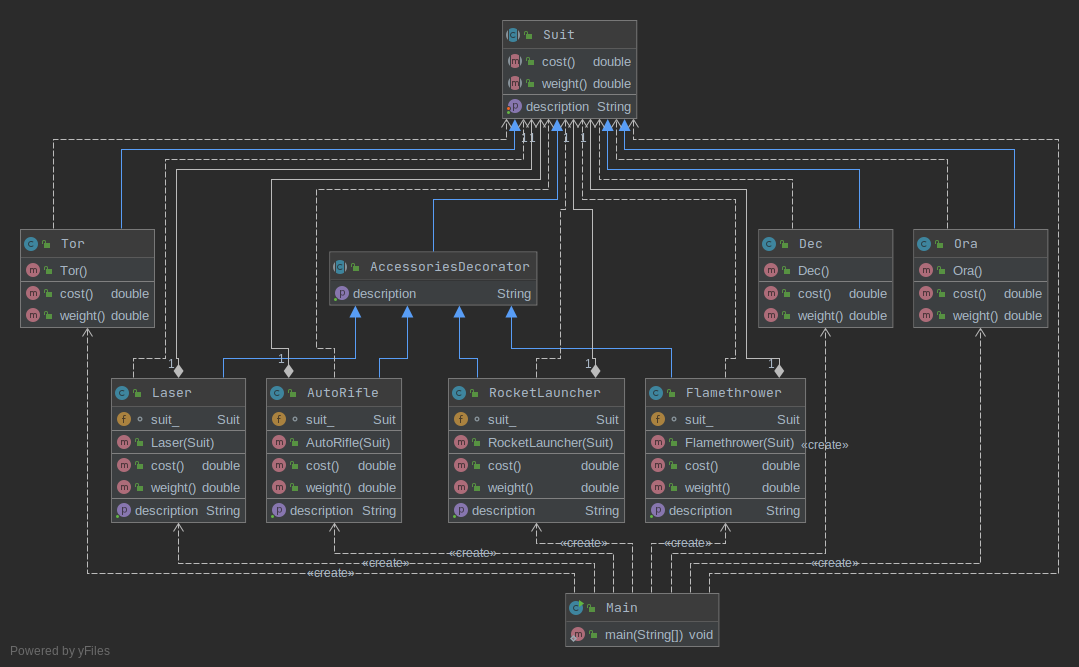 Suit
cost() double
weight() double
description String
1 1 1 1
Tor
Tor()
cost() double
weight() double
AccessoriesDecorator
description String
Dec
Dec()
cost() double
weight() double
Ora
Ora()
cost() double
weight() double
1 1 1 1
Laser
suit_ Suit
Laser(Suit)
cost() double
weight() double
description String
AutoRifle
suit_ Suit
AutoRifle(Suit)
cost() double
weight() double
description String
RocketLauncher
suit_ Suit
RocketLauncher(Suit)
cost() double
weight() double
description String
Flamethrower
suit_ Suit
Flamethrower(Suit)
cost() double
weight() double
description String
«create»
«create» «create»
«create»
«create» «create»
«create»
Main
main(String[]) void
Powered by yFiles